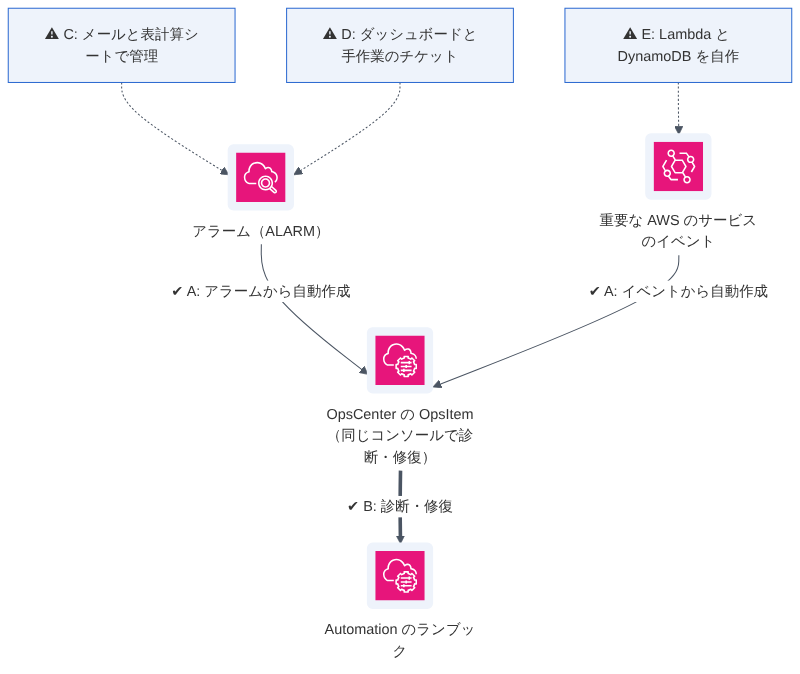 ⚠ C: メールと表計算シ
ートで管理
⚠ D: ダッシュボードと
手作業のチケット
⚠ E: Lambda と
DynamoDB を自作
アラーム（ALARM）
重要な AWS のサービス
のイベント
✔ A: アラームから自動作成
✔ A: イベントから自動作成
OpsCenter の OpsItem
（同じコンソールで診
断・修復）
✔ B: 診断・修復
Automation のランブッ
ク